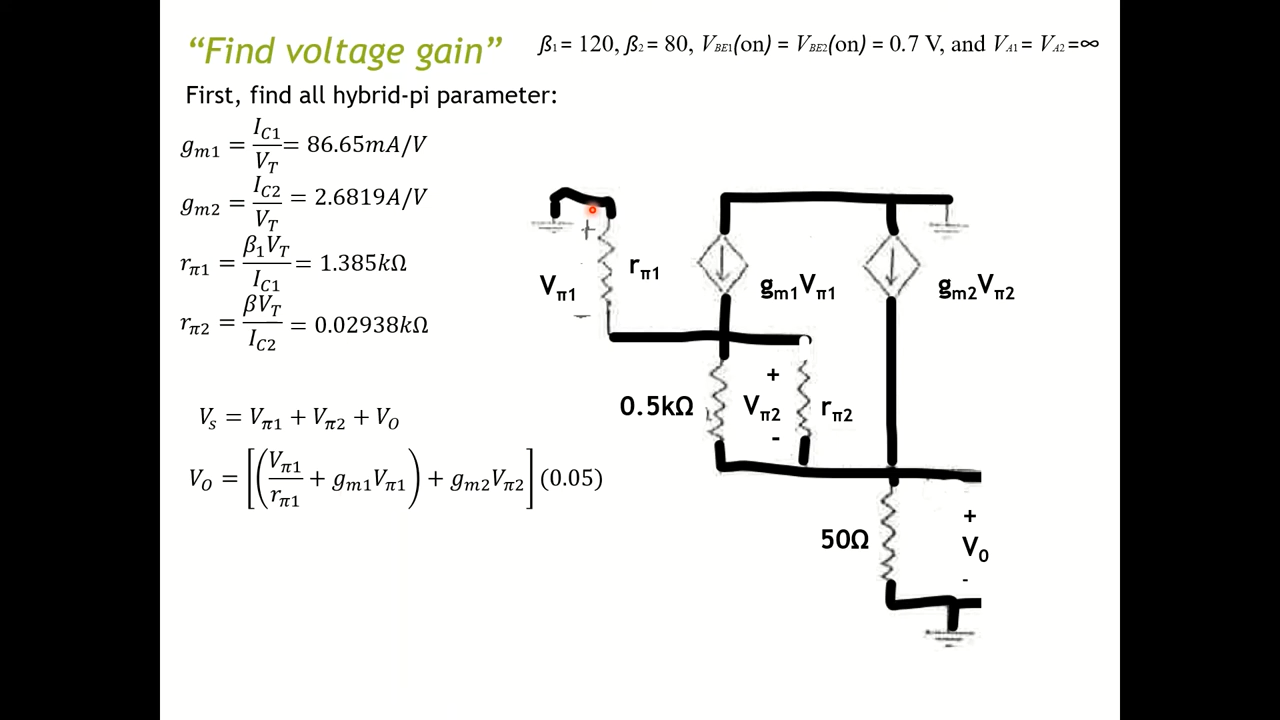 “Find voltage gain”
ß1 = 120, ß2 = 80, VBE1(on) = VBE2(on) = 0.7 V, and VA1 = VA2 =∞
First, find all hybrid-pi parameter:
gm1 = IC1/VT = 86.65mA/V
gm2 = IC2/VT = 2.6819A/V
rπ1 = β1VT/IC1 = 1.385kΩ
rπ2 = βVT/IC2 = 0.02938kΩ
Vs = Vπ1 + Vπ2 + VO
VO = [(Vπ1/rπ1 + gm1Vπ1) + gm2Vπ2] (0.05)
+
Vπ1
-
rπ1
gm1Vπ1
gm2Vπ2
0.5kΩ
+
Vπ2
-
rπ2
50Ω
+
V0
-